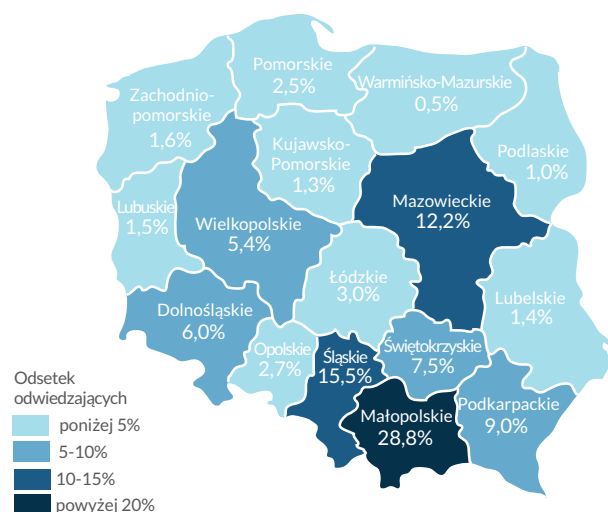 Pomorskie
2,5%
Warmińsko-Mazurskie
0,5%
Zachodnio-
pomorskie
1,6%
Kujawsko-
Pomorskie
1,3%
Podlaskie
1,0%
Lubuskie
1,5%
Wielkopolskie
5,4%
Mazowieckie
12,2%
Łódzkie
3,0%
Lubelskie
1,4%
Dolnośląskie
6,0%
Opolskie
2,7%
Śląskie
15,5%
Świętokrzyskie
7,5%
Małopolskie
28,8%
Podkarpackie
9,0%
Odsetek
odwiedzających
poniżej 5%
5-10%
10-15%
powyżej 20%